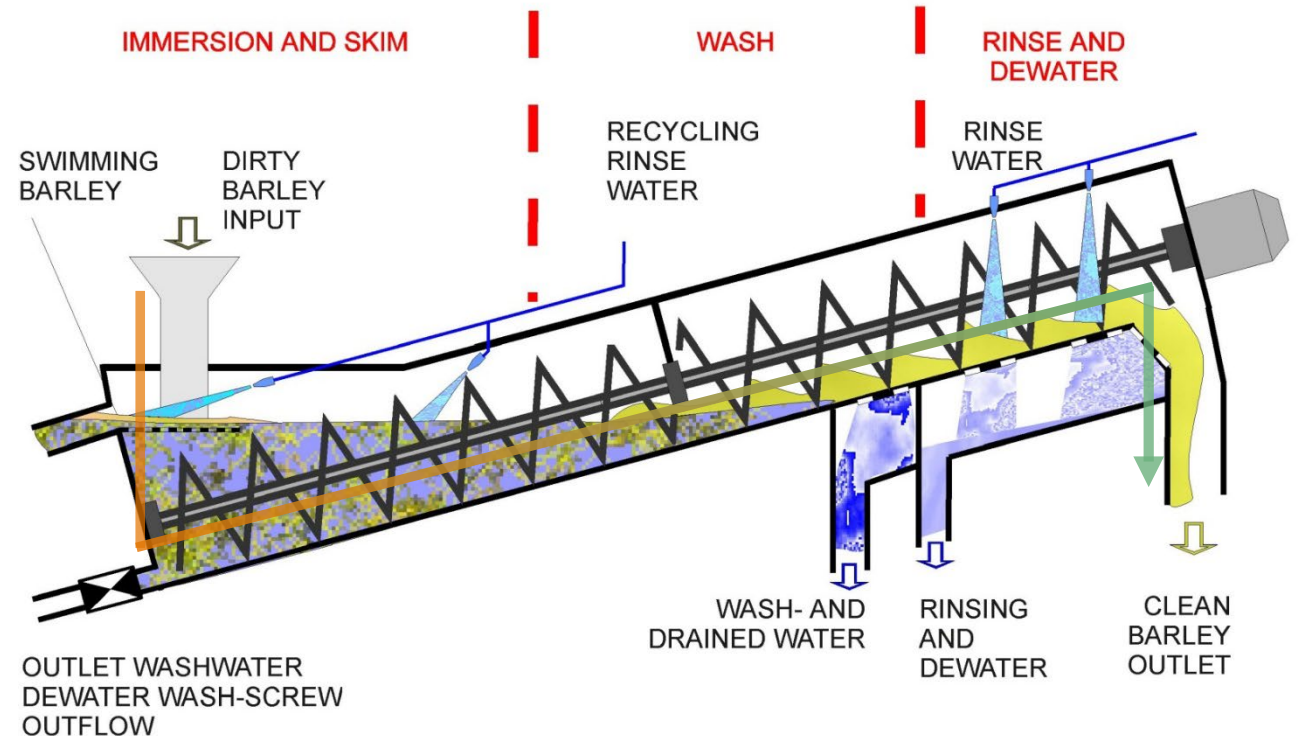 IMMERSION AND SKIM
WASH
RINSE AND
DEWATER
SWIMMING
BARLEY
DIRTY
BARLEY
INPUT
RECYCLING
RINSE
WATER
RINSE
WATER
OUTLET WASHWATER
DEWATER WASH-SCREW
OUTFLOW
WASH- AND
DRAINED WATER
RINSING
AND
DEWATER
CLEAN
BARLEY
OUTLET